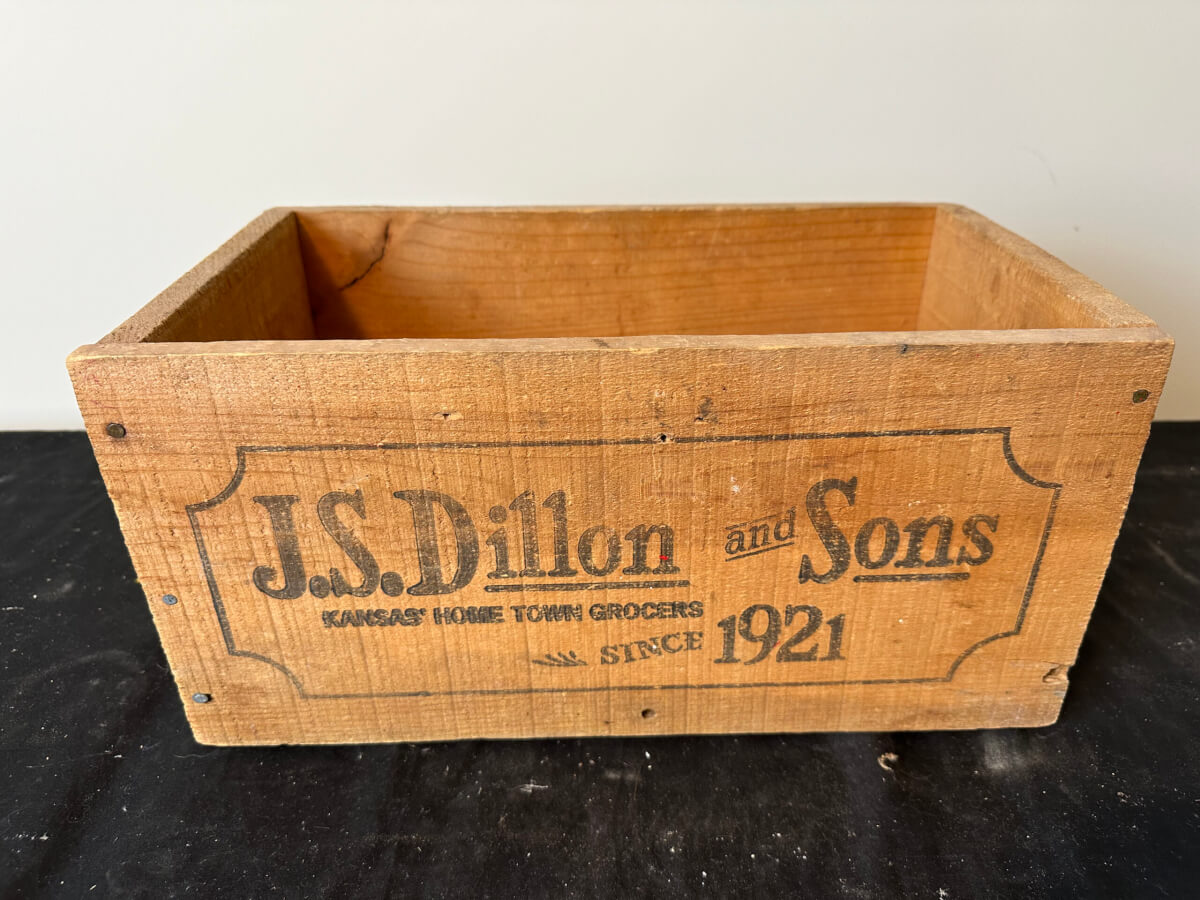 J.S. Dillon and Sons
KANSAS' HOME TOWN GROCERS
SINCE 1921